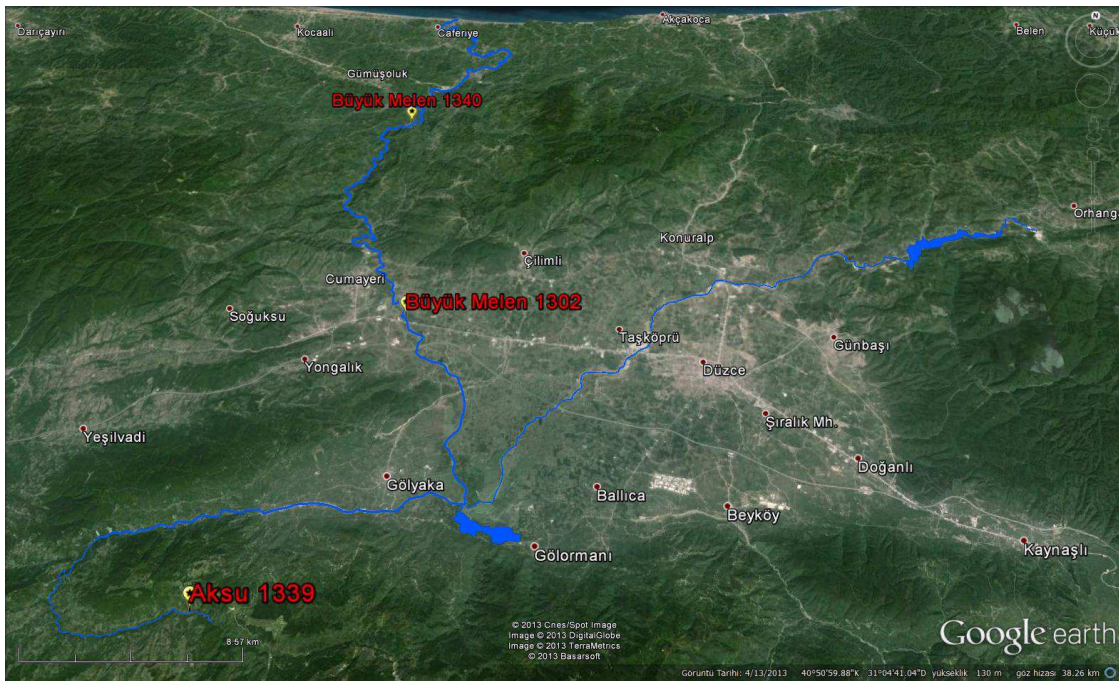 Darıçayırı
Kocaali
Caferiye
Akçakoca
Belen
Küçük
N
Gümüşoluk
Büyük Melen 1340
Orhanga
Konuralp
Çilimli
Cumayeri
Büyük Melen 1302
Soğuksu
Taşköprü
Günbaşı
Yongalık
Düzce
Şıralık Mh.
Yeşilvadi
Doğanlı
Gölyaka
Ballıca
Beyköy
Gölormanı
Kaynaşlı
Aksu 1339
8.57 km
© 2013 Cnes/Spot Image
Image © 2013 DigitalGlobe
Image © 2013 TerraMetrics
© 2013 Basarsoft
Google earth
Görüntü Tarihi: 4/13/2013 40°50'59.88"K 31°04'41.04"D yükseklik 130 m göz hizası 38.26 km